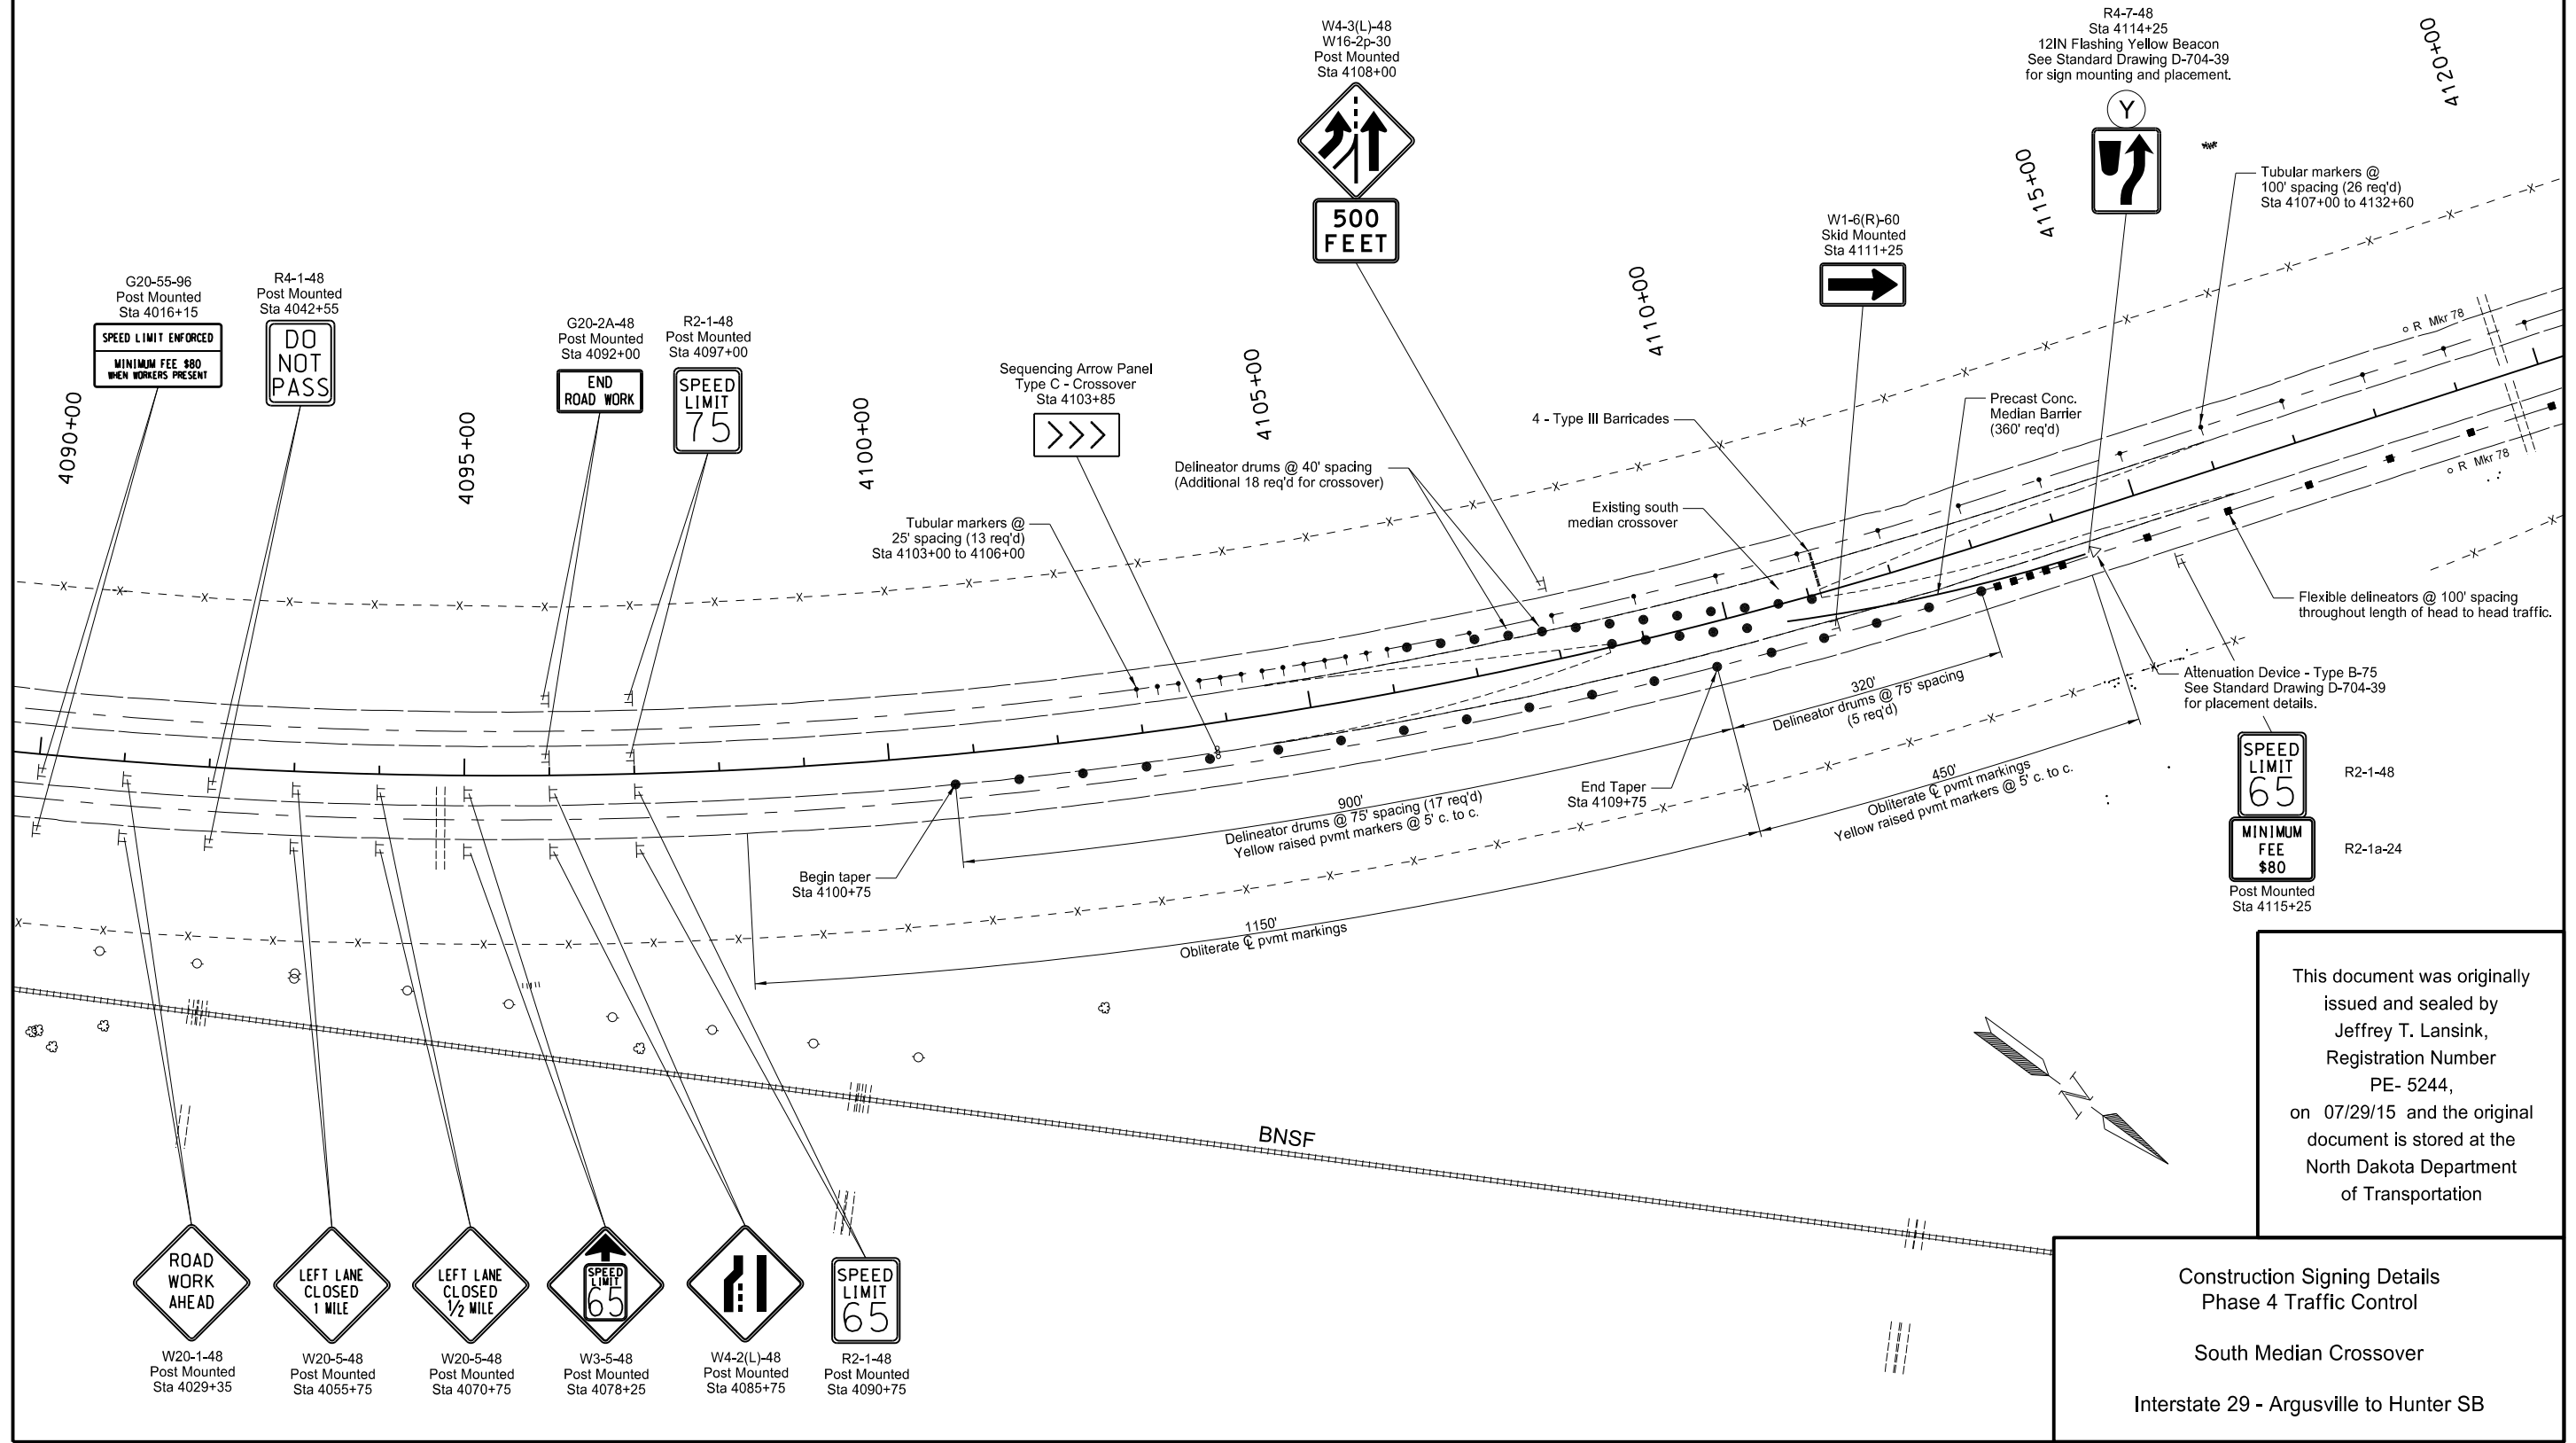 W4-3(L)-48
W16-2p-30
Post Mounted
Sta 4108+00
500
FEET
R4-7-48
Sta 4114+25
12IN Flashing Yellow Beacon
See Standard Drawing D-704-39
for sign mounting and placement.
Y
4120+00
4115+00
Tubular markers @
100' spacing (26 req'd)
Sta 4107+00 to 4132+60
W1-6(R)-60
Skid Mounted
Sta 4111+25
4110+00
G20-55-96
Post Mounted
Sta 4016+15
SPEED LIMIT ENFORCED
MINIMUM FEE $80
WHEN WORKERS PRESENT
R4-1-48
Post Mounted
Sta 4042+55
DO
NOT
PASS
G20-2A-48
Post Mounted
Sta 4092+00
END
ROAD WORK
R2-1-48
Post Mounted
Sta 4097+00
SPEED
LIMIT
75
Sequencing Arrow Panel
Type C - Crossover
Sta 4103+85
4090+00
4095+00
4100+00
4105+00
4 - Type III Barricades
Precast Conc.
Median Barrier
(360' req'd)
R Mkr 78
R Mkr 78
Delineator drums @ 40' spacing
(Additional 18 req'd for crossover)
Existing south
median crossover
Tubular markers @
25' spacing (13 req'd)
Sta 4103+00 to 4106+00
Flexible delineators @ 100' spacing
throughout length of head to head traffic.
Attenuation Device - Type B-75
See Standard Drawing D-704-39
for placement details.
320'
Delineator drums @ 75' spacing
(5 req'd)
End Taper
Sta 4109+75
450'
Obliterate ℄ pvmt markings
Yellow raised pvmt markers @ 5' c. to c.
900'
Delineator drums @ 75' spacing (17 req'd)
Yellow raised pvmt markers @ 5' c. to c.
Begin taper
Sta 4100+75
1150'
Obliterate ℄ pvmt markings
SPEED
LIMIT
65
R2-1-48
MINIMUM
FEE
$80
R2-1a-24
Post Mounted
Sta 4115+25
BNSF
N
ROAD
WORK
AHEAD
W20-1-48
Post Mounted
Sta 4029+35
LEFT LANE
CLOSED
1 MILE
W20-5-48
Post Mounted
Sta 4055+75
LEFT LANE
CLOSED
1/2 MILE
W20-5-48
Post Mounted
Sta 4070+75
SPEED
LIMIT
65
W3-5-48
Post Mounted
Sta 4078+25
W4-2(L)-48
Post Mounted
Sta 4085+75
SPEED
LIMIT
65
R2-1-48
Post Mounted
Sta 4090+75
This document was originally
issued and sealed by
Jeffrey T. Lansink,
Registration Number
PE- 5244,
on 07/29/15 and the original
document is stored at the
North Dakota Department
of Transportation
Construction Signing Details
Phase 4 Traffic Control
South Median Crossover
Interstate 29 - Argusville to Hunter SB